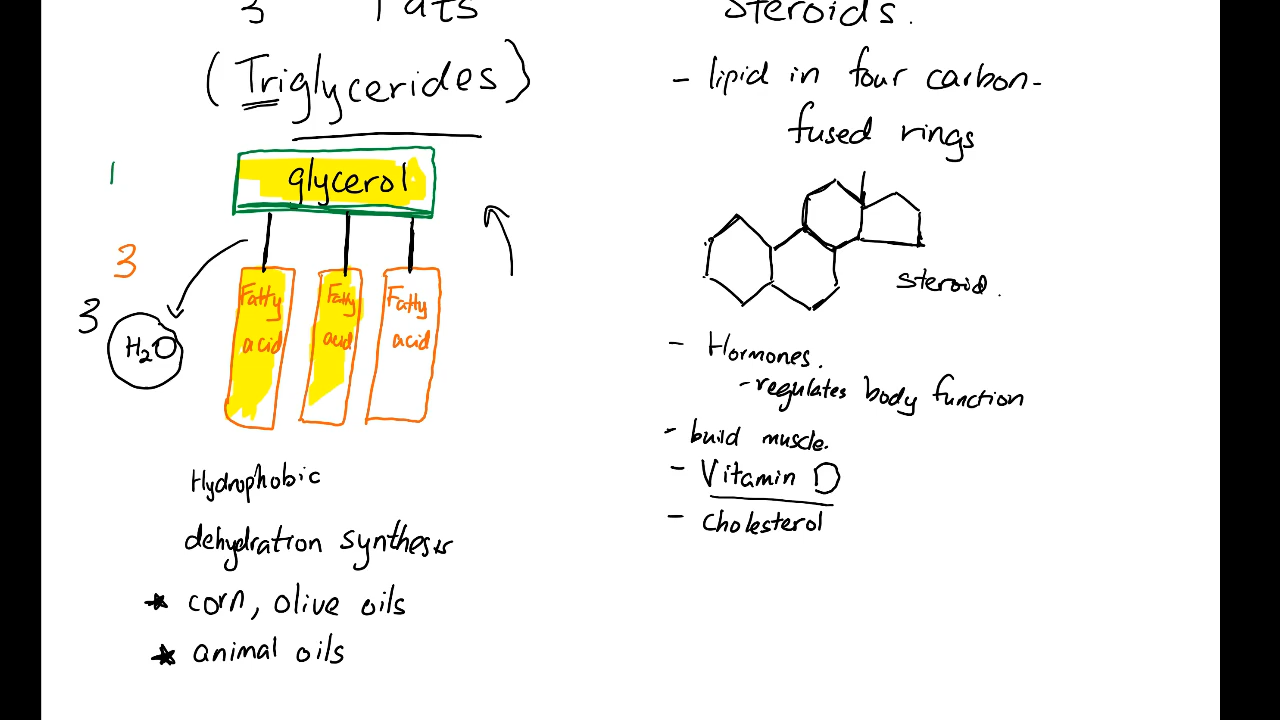 3 Fats
(Triglycerides)
1
glycerol
3
3
H₂O
Fatty acid
Fatty acid
Fatty acid
Hydrophobic
dehydration synthesis
★ corn, olive oils
★ animal oils
Steroids.
- lipid in four carbon-
fused rings
steroid.
- Hormones.
- regulates body function
- build muscle.
- Vitamin D
- cholesterol